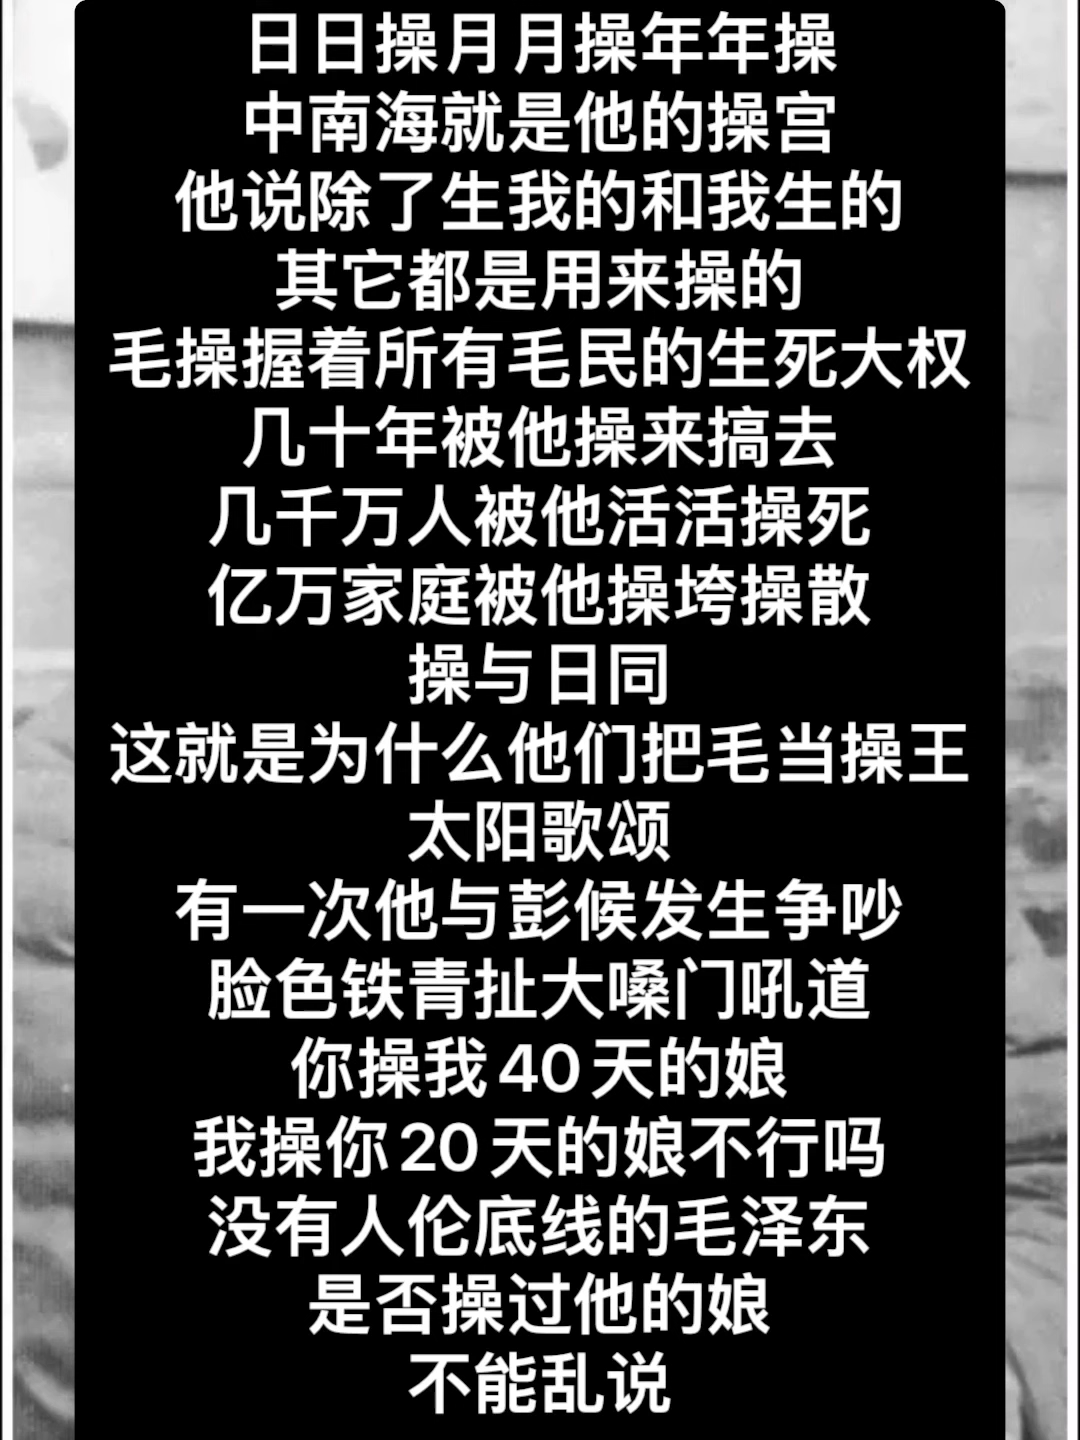 日日操月月操年年操
中南海就是他的操宫
他说除了生我的和我生的
其它都是用来操的
毛操握着所有毛民的生死大权
几十年被他操来搞去
几千万人被他活活操死
亿万家庭被他操垮操散
操与日同
这就是为什么他们把毛当操王
太阳歌颂
有一次他与彭候发生争吵
脸色铁青扯大嗓门吼道
你操我40天的娘
我操你20天的娘不行吗
没有人伦底线的毛泽东
是否操过他的娘
不能乱说